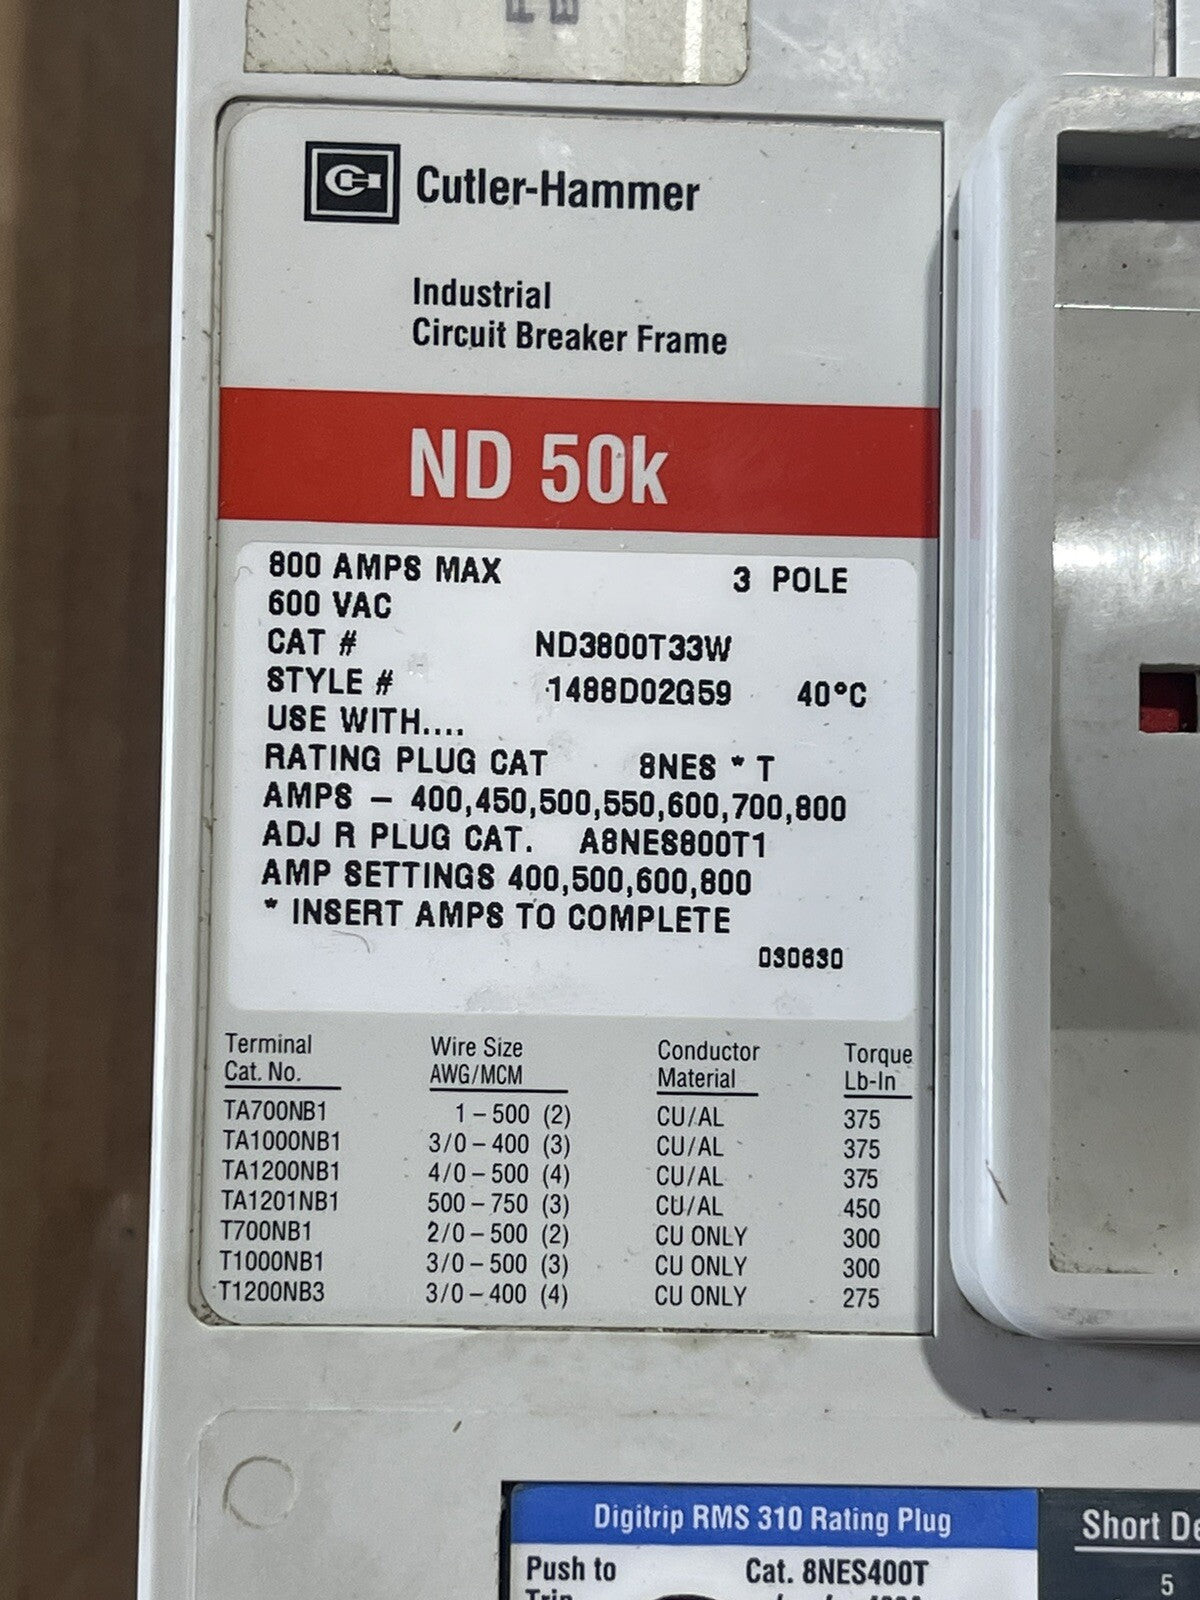 CH Cutler-Hammer
Industrial
Circuit Breaker Frame
ND 50k
800 AMPS MAX 3 POLE
600 VAC
CAT # ND3800T33W
STYLE # 1488D02G59 40°C
USE WITH....
RATING PLUG CAT 8NES * T
AMPS – 400,450,500,550,600,700,800
ADJ R PLUG CAT. A8NES800T1
AMP SETTINGS 400,500,600,800
* INSERT AMPS TO COMPLETE
030630
Terminal Cat. No. Wire Size AWG/MCM Conductor Material Torque Lb-In
TA700NB1 1 – 500 (2) CU/AL 375
TA1000NB1 3/0 – 400 (3) CU/AL 375
TA1200NB1 4/0 – 500 (4) CU/AL 375
TA1201NB1 500 – 750 (3) CU/AL 450
T700NB1 2/0 – 500 (2) CU ONLY 300
T1000NB1 3/0 – 500 (3) CU ONLY 300
T1200NB3 3/0 – 400 (4) CU ONLY 275
Digitrip RMS 310 Rating Plug
Short De
Push to Cat. 8NES400T
5
Trip